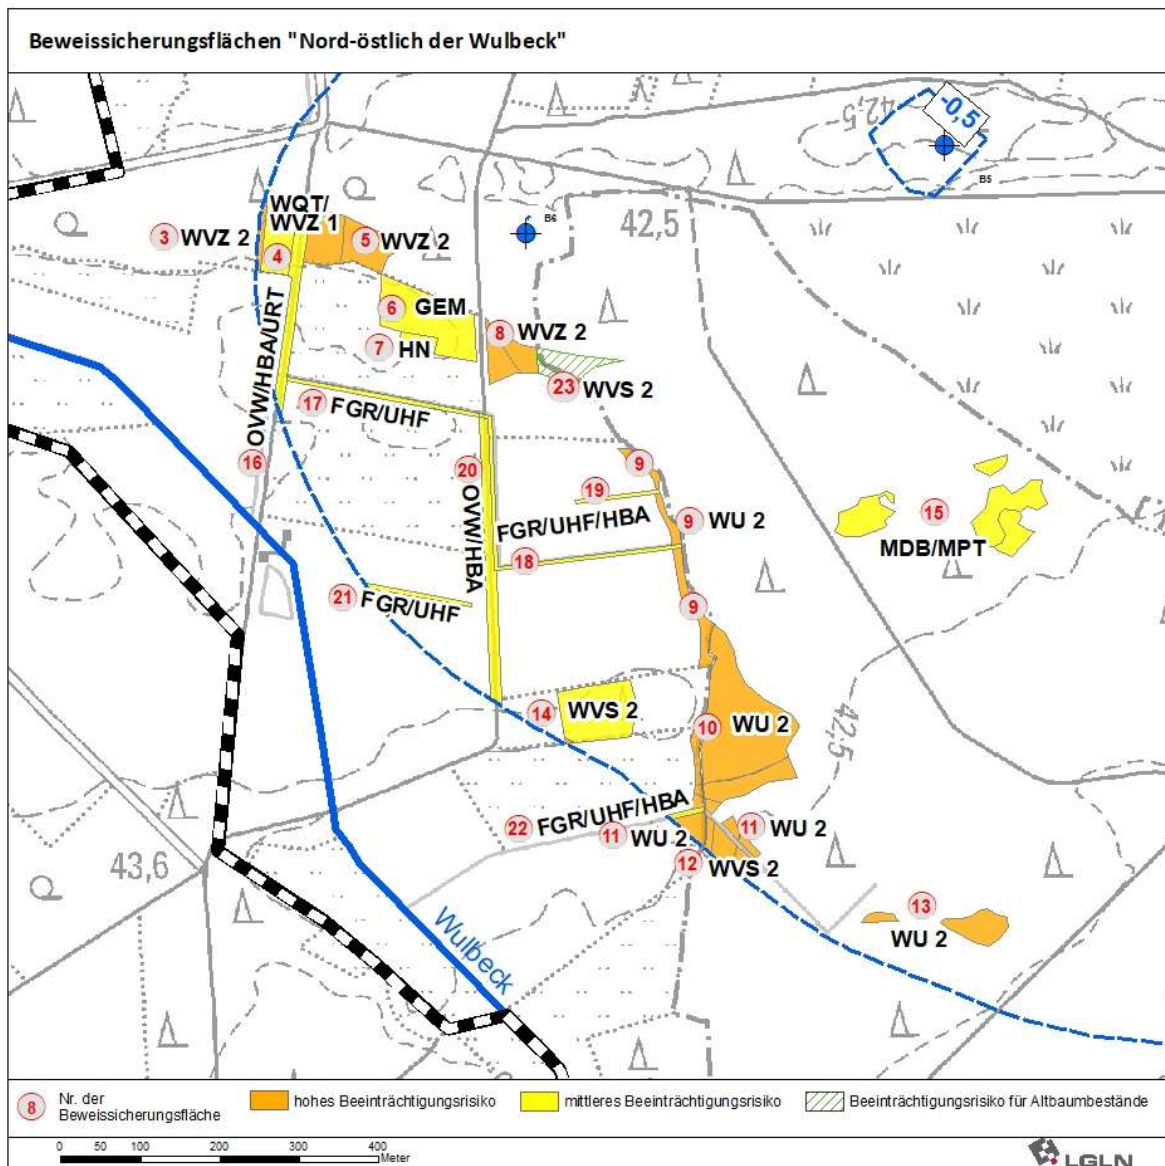 Beweissicherungsflächen "Nord-östlich der Wulbeck"
-0,5
42,5
B5
B6
42,5
WQT/
WVZ 1
3 WVZ 2
4
5 WVZ 2
6 GEM
7 HN
8 WVZ 2
23 WVS 2
OVW/HBA/URT
16
17 FGR/UHF
20
OVW/HBA
9
19
FGR/UHF/HBA
9 WU 2
18
15
MDB/MPT
21 FGR/UHF
9
14 WVS 2
10 WU 2
42,5
22 FGR/UHF/HBA
11 WU 2
11 WU 2
12 WVS 2
43,6
13
WU 2
Wulbeck
8 Nr. der
Beweissicherungsfläche
hohes Beeinträchtigungsrisiko
mittleres Beeinträchtigungsrisiko
Beeinträchtigungsrisiko für Altbaumbestände
0 50 100 200 300 400
Meter
LGLN